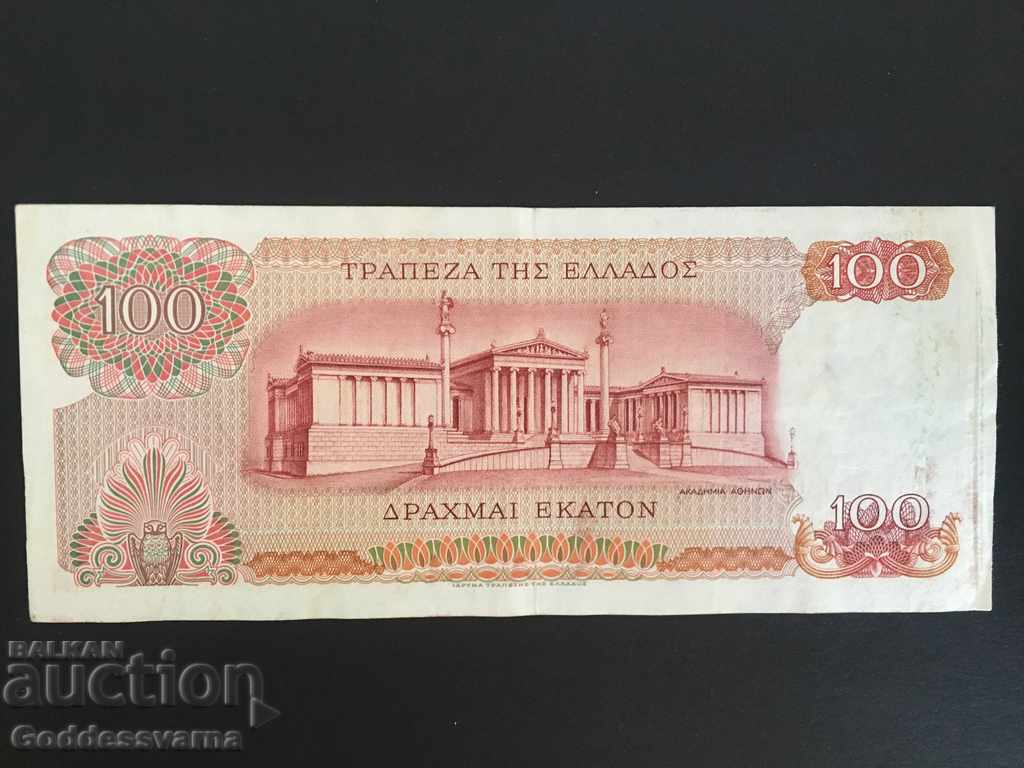 ΤΡΑΠΕΖΑ ΤΗΣ ΕΛΛΑΔΟΣ
100
100
ΑΚΑΔΗΜΙΑ ΑΘΗΝΩΝ
ΔΡΑΧΜΑΙ ΕΚΑΤΟΝ
100
ΙΔΡΥΜΑ ΤΡΑΠΕΖΗΣ ΤΗΣ ΕΛΛΑΔΟΣ
BALKAN
auction
Goddessvarna